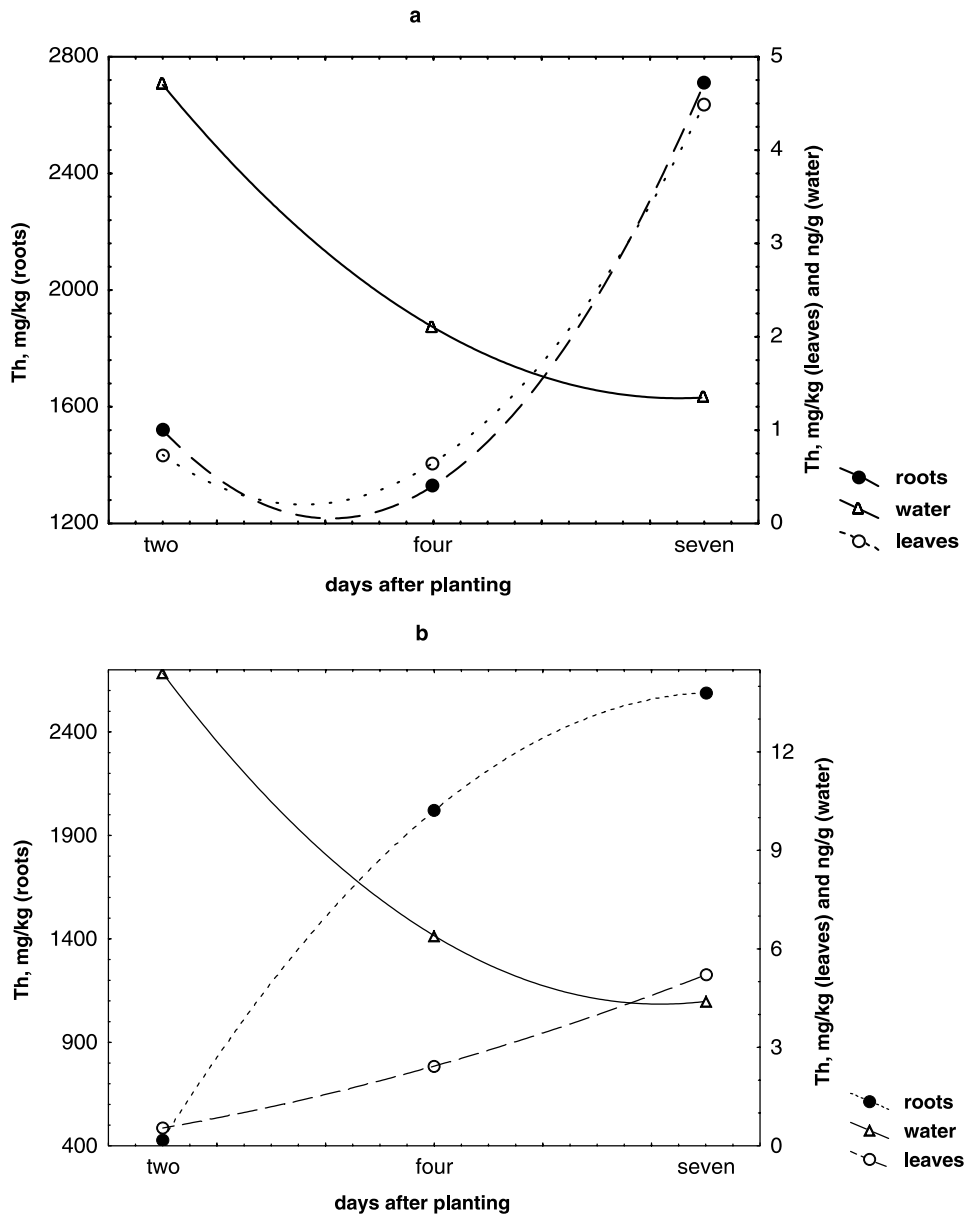 a
2800
2400
2000
1600
1200
5
4
3
2
1
0
Th, mg/kg (roots)
Th, mg/kg (leaves) and ng/g (water)
two four seven
days after planting
roots
water
leaves
b
2400
1900
1400
900
400
12
9
6
3
0
Th, mg/kg (roots)
Th, mg/kg (leaves) and ng/g (water)
two four seven
days after planting
roots
water
leaves